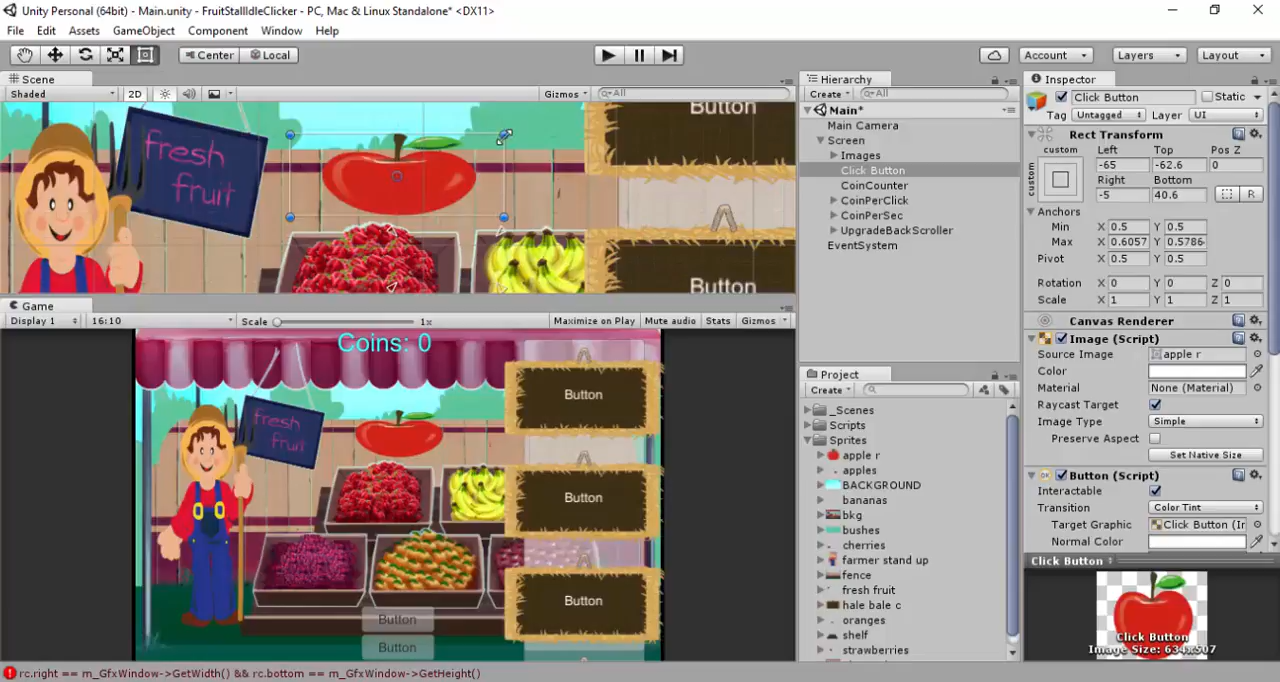 Unity Personal (64bit) - Main.unity - FruitStallIdleClicker - PC, Mac & Linux Standalone* <DX11>
File Edit Assets GameObject Component Window Help
Center Local Account Layers Layout
Scene
Shaded 2D Gizmos All
Button
fresh
fruit
Button
Button
Hierarchy
Create All
Main*
Main Camera
Screen
Images
Click Button
CoinCounter
CoinPerClick
CoinPerSec
UpgradeBackScroller
EventSystem
Game
Display 1 16:10 Scale 1x Maximize on Play Mute audio Stats Gizmos
Coins: 0
fresh
fruit
Button
Button
Button
Button
Button
Project
Create
_Scenes
Scripts
Sprites
apple r
apples
BACKGROUND
bananas
bkg
bushes
cherries
farmer stand up
fence
fresh fruit
hale bale c
oranges
shelf
strawberries
Inspector
Click Button Static
Tag Untagged Layer UI
Rect Transform
custom Left Top Pos Z
custom -65 -62.6 0
Right Bottom
-5 40.6 R
Anchors
Min X 0.5 Y 0.5
Max X 0.6057 Y 0.5786
Pivot X 0.5 Y 0.5
Rotation X 0 Y 0 Z 0
Scale X 1 Y 1 Z 1
Canvas Renderer
Image (Script)
Source Image apple r
Color
Material None (Material)
Raycast Target
Image Type Simple
Preserve Aspect
Set Native Size
Button (Script)
Interactable
Transition Color Tint
Target Graphic Click Button (Ir
Normal Color
Click Button
Click Button
Image Size: 634x507
rc.right == m_GfxWindow->GetWidth() && rc.bottom == m_GfxWindow->GetHeight()